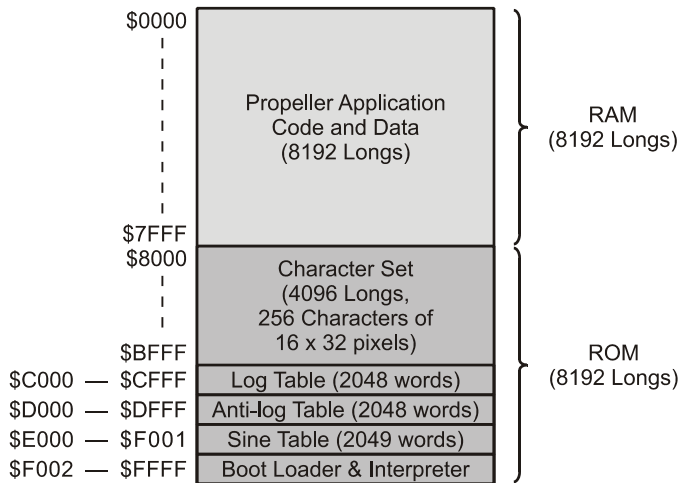 $0000
Propeller Application
Code and Data
(8192 Longs)
RAM
(8192 Longs)
$7FFF
$8000
Character Set
(4096 Longs,
256 Characters of
16 x 32 pixels)
$BFFF
ROM
(8192 Longs)
$C000 — $CFFF Log Table (2048 words)
$D000 — $DFFF Anti-log Table (2048 words)
$E000 — $F001 Sine Table (2049 words)
$F002 — $FFFF Boot Loader & Interpreter